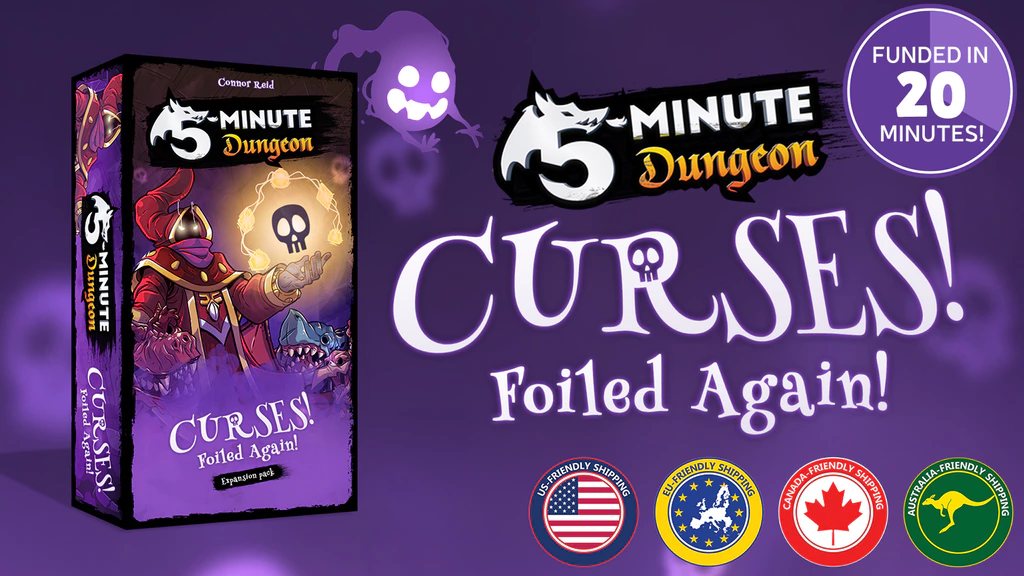 Connor Reid
5-MINUTE
Dungeon
CURSES!
Foiled Again!
Expansion pack
5-MINUTE
Dungeon
CURSES!
Foiled Again!
5-MINUTE
Dungeon
CURSES!
Foiled Again!
FUNDED IN
20
MINUTES!
US-FRIENDLY SHIPPING
EU-FRIENDLY SHIPPING
CANADA-FRIENDLY SHIPPING
AUSTRALIA-FRIENDLY SHIPPING